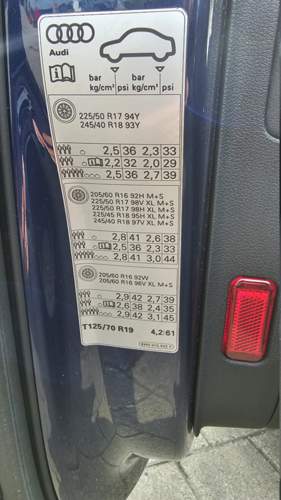 Audi
bar bar
kg/cm² psi kg/cm² psi
225/50 R17 94Y
245/40 R18 93Y
2,5 36 2,3 33
2,2 32 2,0 29
2,5 36 2,7 39
205/60 R16 92H M+S
225/50 R17 98V XL M+S
225/50 R17 98H XL M+S
225/45 R18 95H XL M+S
245/40 R18 97V XL M+S
2,8 41 2,6 38
2,5 36 2,3 33
2,8 41 3,0 44
205/60 R16 92W
205/60 R16 96V XL M+S
2,9 42 2,7 39
2,6 38 2,4 35
2,9 42 3,1 45
T125/70 R19 4,2 61